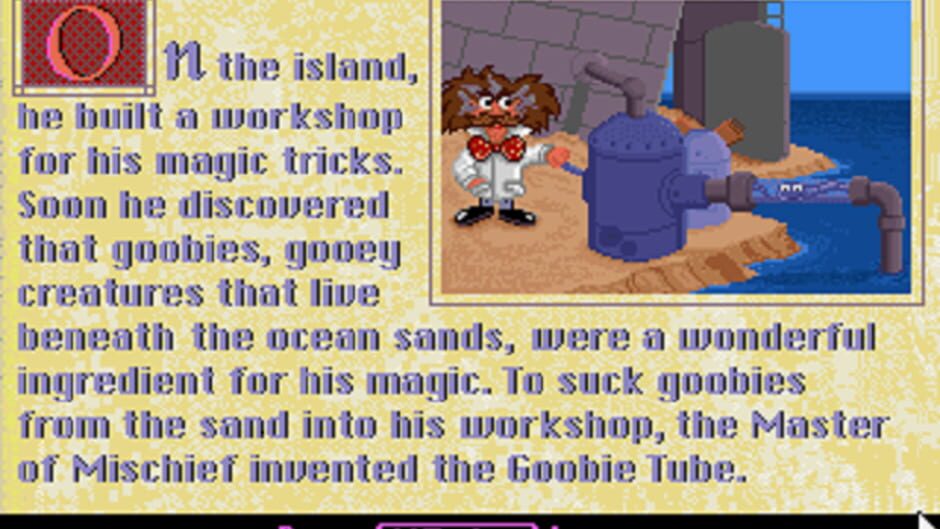 On the island,
he built a workshop
for his magic tricks.
Soon he discovered
that goobies, gooey
creatures that live
beneath the ocean sands, were a wonderful
ingredient for his magic. To suck goobies
from the sand into his workshop, the Master
of Mischief invented the Goobie Tube.